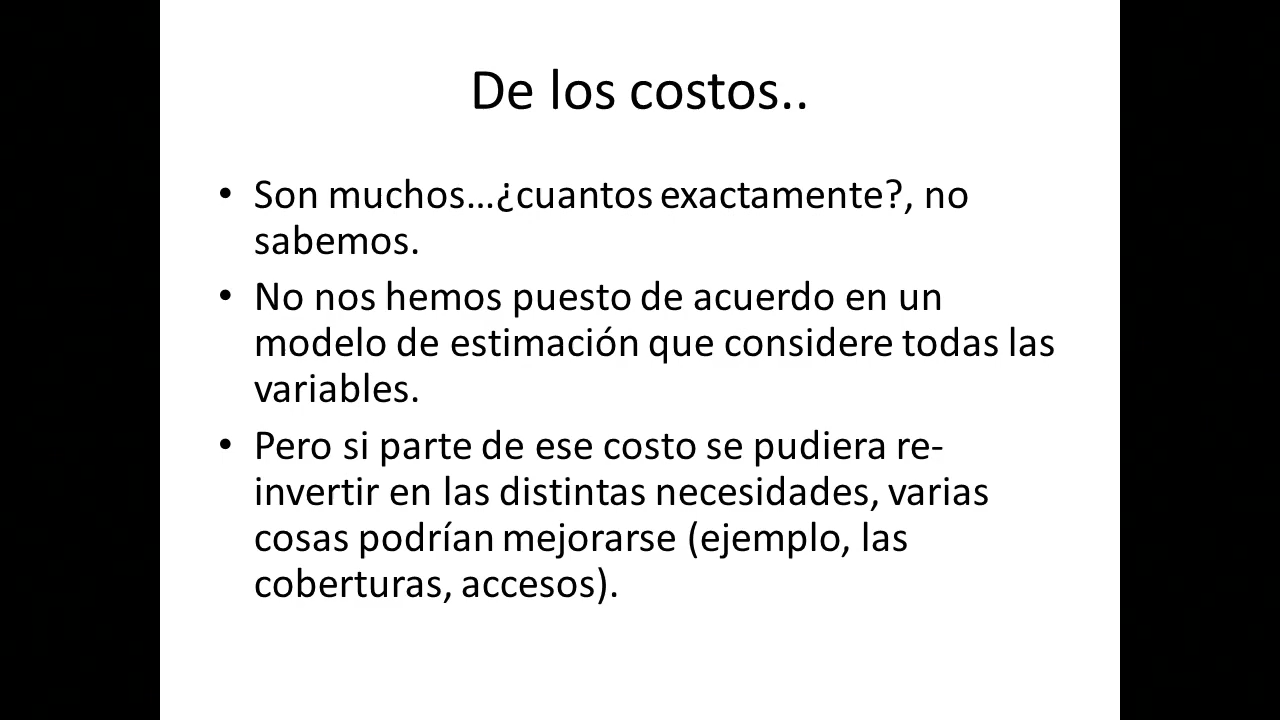 De los costos..
• Son muchos...¿cuantos exactamente?, no
sabemos.
• No nos hemos puesto de acuerdo en un
modelo de estimación que considere todas las
variables.
• Pero si parte de ese costo se pudiera re-
invertir en las distintas necesidades, varias
cosas podrían mejorarse (ejemplo, las
coberturas, accesos).